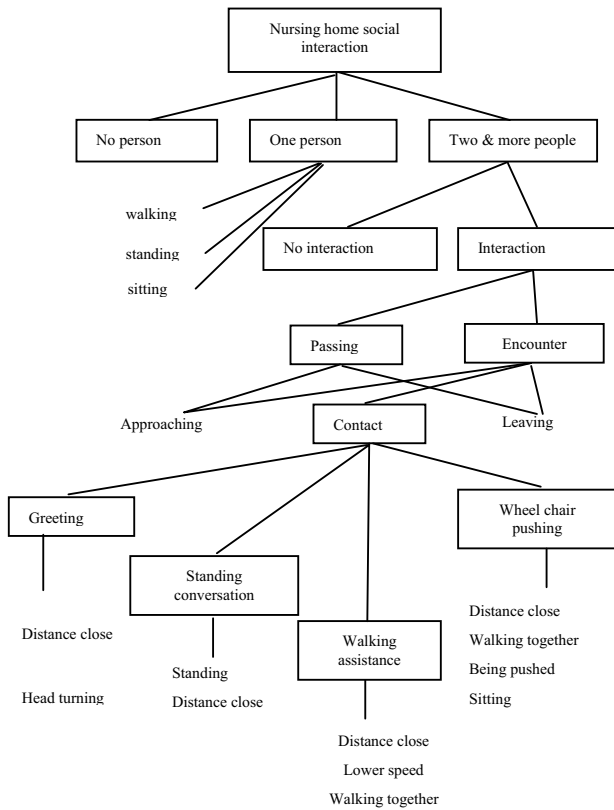 Nursing home social
interaction
No person
One person
Two & more people
walking
standing
sitting
No interaction
Interaction
Passing
Encounter
Approaching
Contact
Leaving
Greeting
Wheel chair
pushing
Standing
conversation
Distance close
Head turning
Standing
Distance close
Walking
assistance
Distance close
Walking together
Being pushed
Sitting
Distance close
Lower speed
Walking together